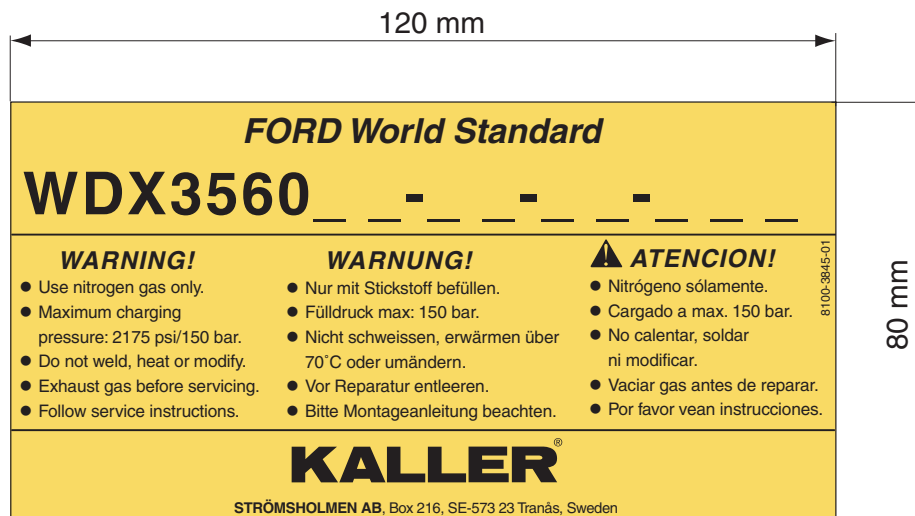 120 mm
FORD World Standard
WDX3560_ _-_ _-_ _-_ _ _
WARNING!
● Use nitrogen gas only.
● Maximum charging
pressure: 2175 psi/150 bar.
● Do not weld, heat or modify.
● Exhaust gas before servicing.
● Follow service instructions.
WARNUNG!
● Nur mit Stickstoff befüllen.
● Fülldruck max: 150 bar.
● Nicht schweissen, erwärmen über
70˚C oder umändern.
● Vor Reparatur entleeren.
● Bitte Montageanleitung beachten.
ATENCION!
● Nitrógeno sólamente.
● Cargado a max. 150 bar.
● No calentar, soldar
ni modificar.
● Vaciar gas antes de reparar.
● Por favor vean instrucciones.
8100-3845-01
80 mm
KALLER®
STRÖMSHOLMEN AB, Box 216, SE-573 23 Tranås, Sweden